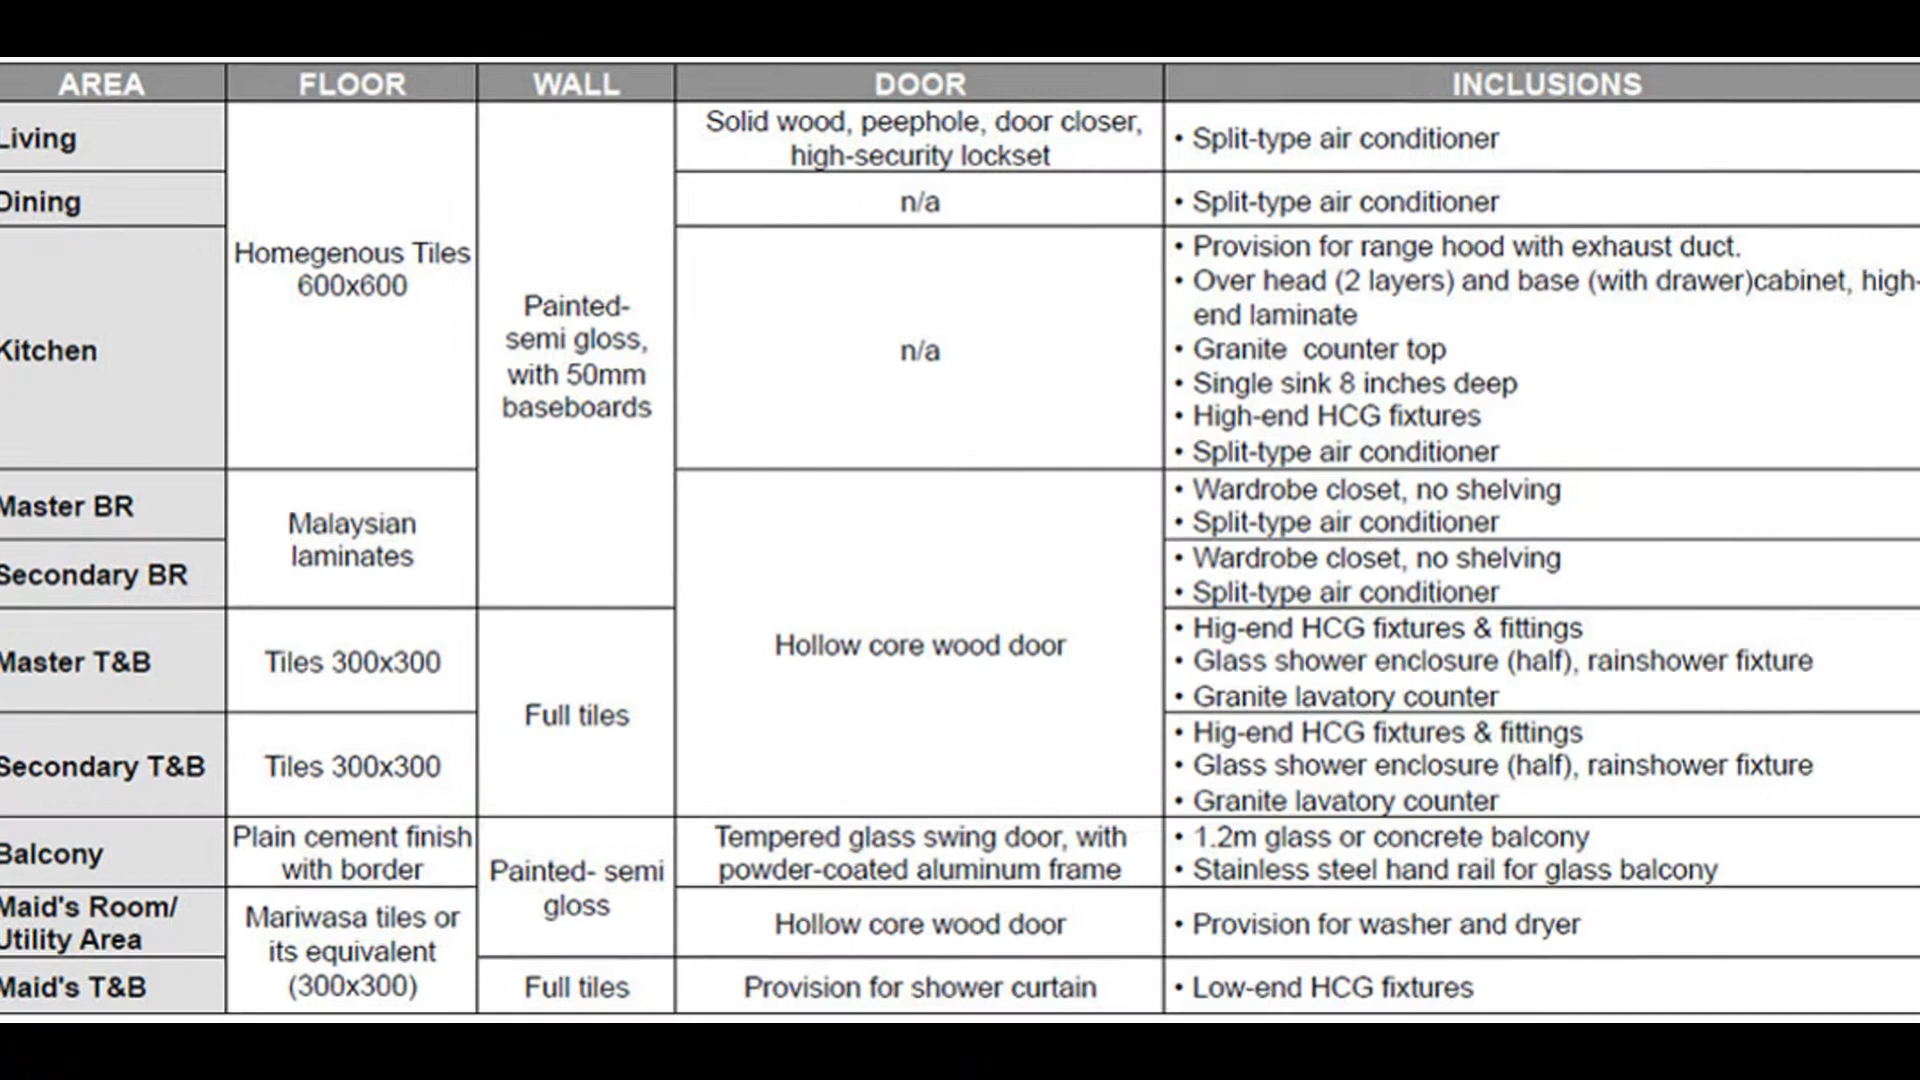 AREA FLOOR WALL DOOR INCLUSIONS
Living
Homegenous Tiles
600x600
Painted-
semi gloss,
with 50mm
baseboards
Solid wood, peephole, door closer,
high-security lockset
• Split-type air conditioner
Dining
n/a
• Split-type air conditioner
Kitchen
n/a
• Provision for range hood with exhaust duct.
• Over head (2 layers) and base (with drawer)cabinet, high-
end laminate
• Granite counter top
• Single sink 8 inches deep
• High-end HCG fixtures
• Split-type air conditioner
Master BR
Malaysian
laminates
Hollow core wood door
• Wardrobe closet, no shelving
• Split-type air conditioner
Secondary BR
• Wardrobe closet, no shelving
• Split-type air conditioner
Master T&B
Tiles 300x300
Full tiles
• Hig-end HCG fixtures & fittings
• Glass shower enclosure (half), rainshower fixture
• Granite lavatory counter
Secondary T&B
Tiles 300x300
• Hig-end HCG fixtures & fittings
• Glass shower enclosure (half), rainshower fixture
• Granite lavatory counter
Balcony
Plain cement finish
with border
Painted- semi
gloss
Tempered glass swing door, with
powder-coated aluminum frame
• 1.2m glass or concrete balcony
• Stainless steel hand rail for glass balcony
Maid's Room/
Utility Area
Mariwasa tiles or
its equivalent
(300x300)
Hollow core wood door
• Provision for washer and dryer
Maid's T&B
Full tiles
Provision for shower curtain
• Low-end HCG fixtures